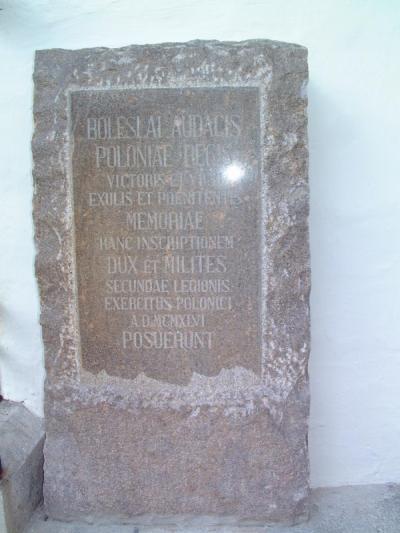 BOLESLAI AUDACIS
POLONIAE REGIS
VICTORIS ET
EXULIS ET POENITENTIS
MEMORIAE
HANC INSCRIPTIONEM
DUX ET MILITES
SECUNDAE LEGIONIS
EXERCITUS POLONICI
A.D. MCMXLVI
POSUERUNT